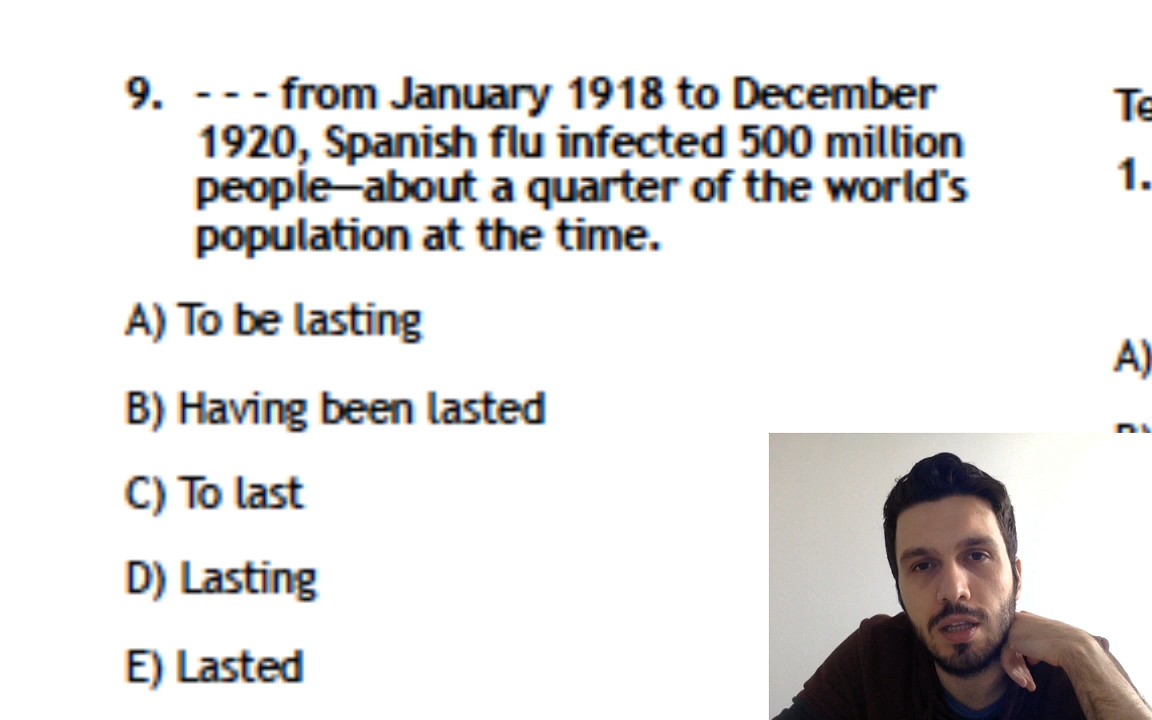 9. - - - from January 1918 to December
1920, Spanish flu infected 500 million
people—about a quarter of the world's
population at the time.
A) To be lasting
B) Having been lasted
C) To last
D) Lasting
E) Lasted
Te
1.
A)